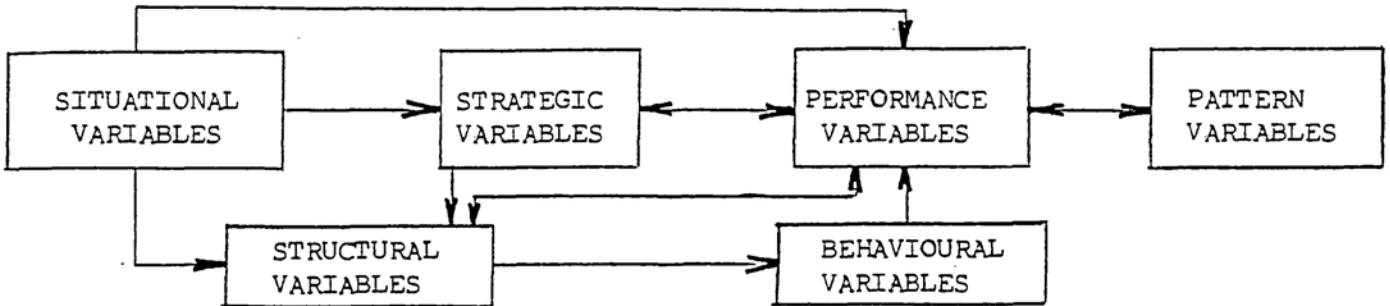 SITUATIONAL
VARIABLES
STRATEGIC
VARIABLES
PERFORMANCE
VARIABLES
PATTERN
VARIABLES
STRUCTURAL
VARIABLES
BEHAVIOURAL
VARIABLES